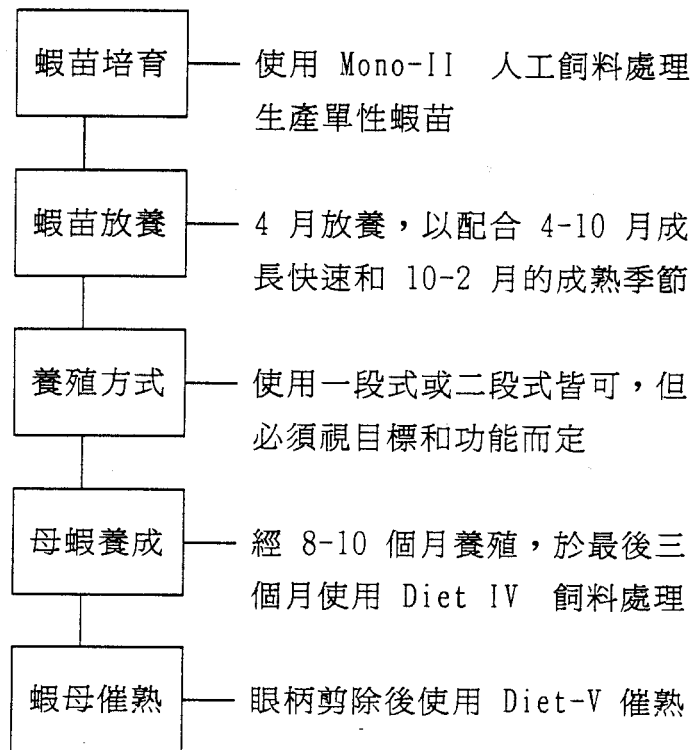 蝦苗培育
使用 Mono-II 人工飼料處理
生產單性蝦苗
蝦苗放養
4 月放養，以配合 4-10 月成
長快速和 10-2 月的成熟季節
養殖方式
使用一段式或二段式皆可，但
必須視目標和功能而定
母蝦養成
經 8-10 個月養殖，於最後三
個月使用 Diet IV 飼料處理
蝦母催熟
眼柄剪除後使用 Diet-V 催熟